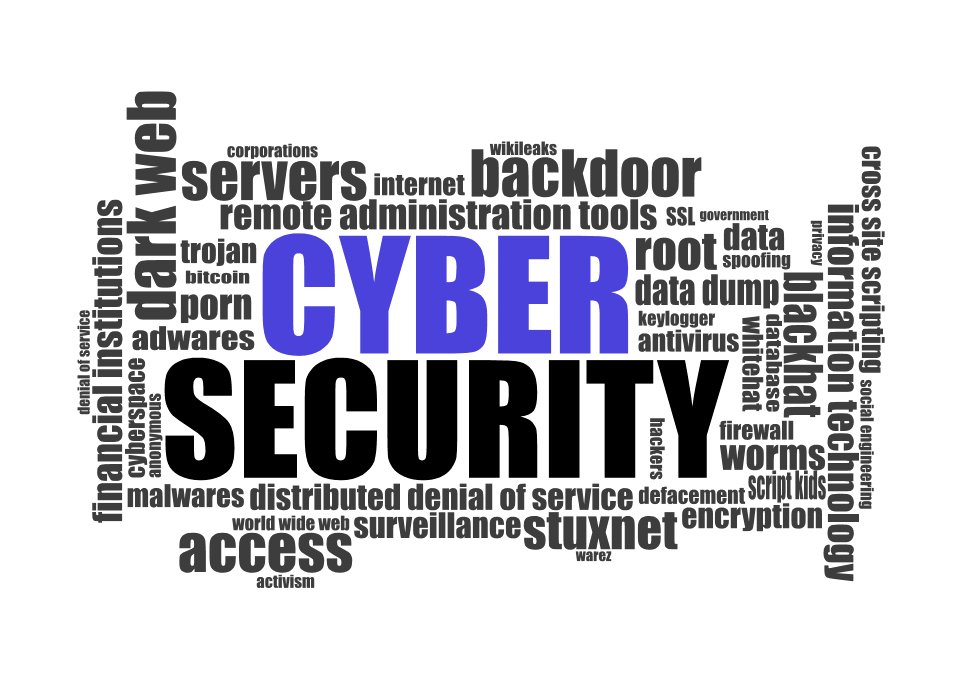 dark web
corporations
wikileaks
servers
internet
backdoor
remote administration tools
SSL
government
trojan
bitcoin
porn
adwares
CYBER
root
data
spoofing
data dump
keylogger
antivirus
privacy
blackhat
database
whitehat
information technology
cross site scripting
social engineering
denial of service
financial institutions
cyberspace
anonymous
SECURITY
hackers
firewall
worms
script kids
malwares
distributed denial of service
defacement
encryption
world wide web
surveillance
stuxnet
access
warez
activism